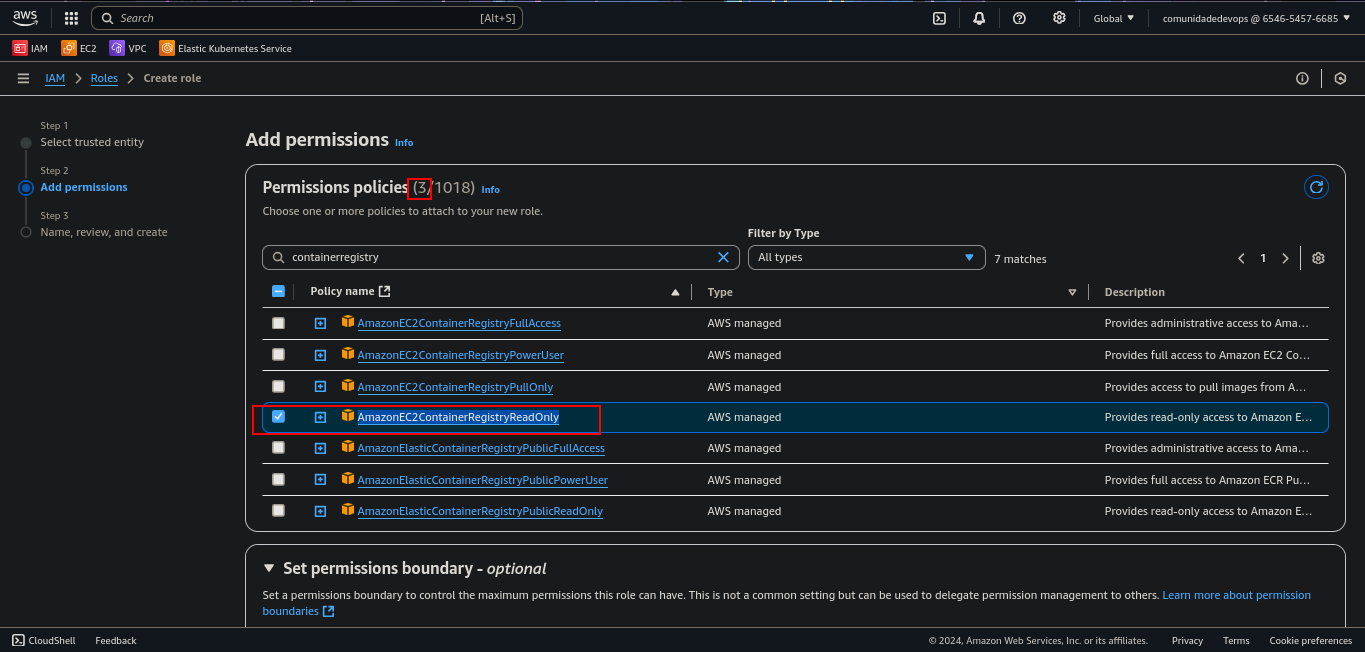 aws
Search [Alt+S] Global comunidadedevops @ 6546-5457-6685
IAM EC2 VPC Elastic Kubernetes Service
IAM Roles Create role
Step 1
Select trusted entity
Step 2
Add permissions
Step 3
Name, review, and create
Add permissions Info
Permissions policies (3/1018) Info
Choose one or more policies to attach to your new role.
Filter by Type
containerregistry All types 7 matches 1
Policy name Type Description
AmazonEC2ContainerRegistryFullAccess AWS managed Provides administrative access to Ama…
AmazonEC2ContainerRegistryPowerUser AWS managed Provides full access to Amazon EC2 Co…
AmazonEC2ContainerRegistryPullOnly AWS managed Provides access to pull images from A…
AmazonEC2ContainerRegistryReadOnly AWS managed Provides read-only access to Amazon E…
AmazonElasticContainerRegistryPublicFullAccess AWS managed Provides administrative access to Ama…
AmazonElasticContainerRegistryPublicPowerUser AWS managed Provides full access to Amazon ECR Pu…
AmazonElasticContainerRegistryPublicReadOnly AWS managed Provides read-only access to Amazon E…
Set permissions boundary - optional
Set a permissions boundary to control the maximum permissions this role can have. This is not a common setting but can be used to delegate permission management to others. Learn more about permission
boundaries
CloudShell Feedback © 2024, Amazon Web Services, Inc. or its affiliates. Privacy Terms Cookie preferences